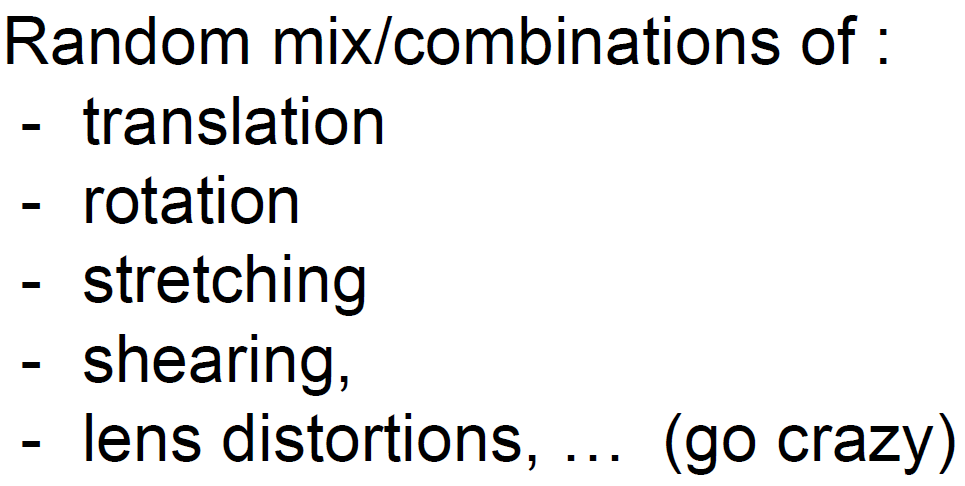 Random mix/combinations of :
- translation
- rotation
- stretching
- shearing,
- lens distortions, … (go crazy)